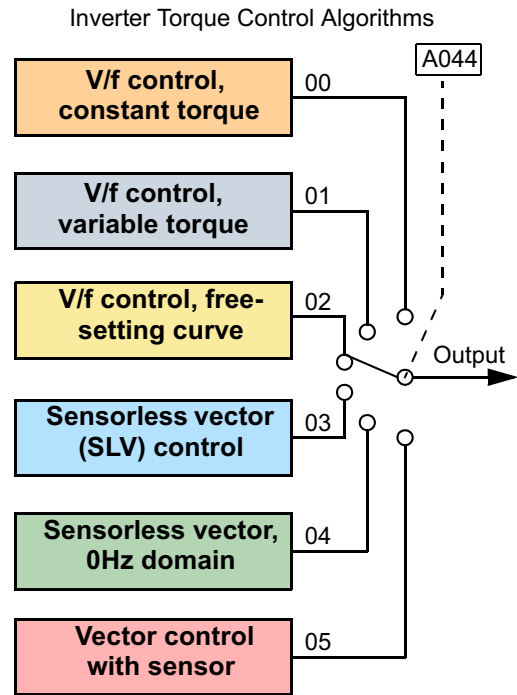 Inverter Torque Control Algorithms
A044
V/f control,
constant torque
00
V/f control,
variable torque
01
V/f control, free-
setting curve
02
Output
Sensorless vector
(SLV) control
03
Sensorless vector,
0Hz domain
04
Vector control
with sensor
05